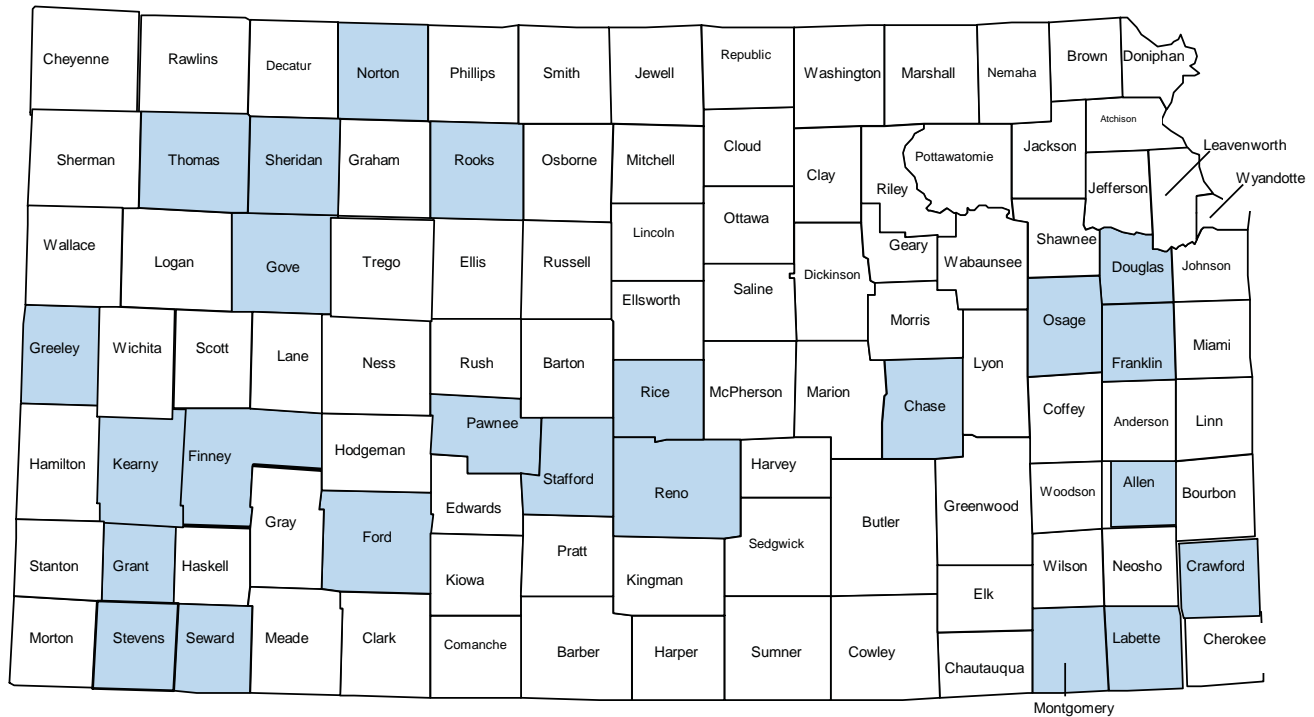 Cheyenne
Rawlins
Decatur
Norton
Phillips
Smith
Jewell
Republic
Washington
Marshall
Nemaha
Brown
Doniphan
Sherman
Thomas
Sheridan
Graham
Rooks
Osborne
Mitchell
Cloud
Clay
Riley
Pottawatomie
Jackson
Atchison
Jefferson
Leavenworth
Wyandotte
Wallace
Logan
Gove
Trego
Ellis
Russell
Lincoln
Ottawa
Saline
Dickinson
Geary
Wabaunsee
Shawnee
Douglas
Johnson
Greeley
Wichita
Scott
Lane
Ness
Rush
Barton
Ellsworth
Rice
McPherson
Marion
Morris
Chase
Lyon
Osage
Franklin
Miami
Hamilton
Kearny
Finney
Hodgeman
Pawnee
Stafford
Reno
Harvey
Coffey
Anderson
Linn
Gray
Ford
Edwards
Pratt
Sedgwick
Butler
Greenwood
Woodson
Allen
Bourbon
Stanton
Grant
Haskell
Kiowa
Kingman
Elk
Wilson
Neosho
Crawford
Morton
Stevens
Seward
Meade
Clark
Comanche
Barber
Harper
Sumner
Cowley
Chautauqua
Montgomery
Labette
Cherokee